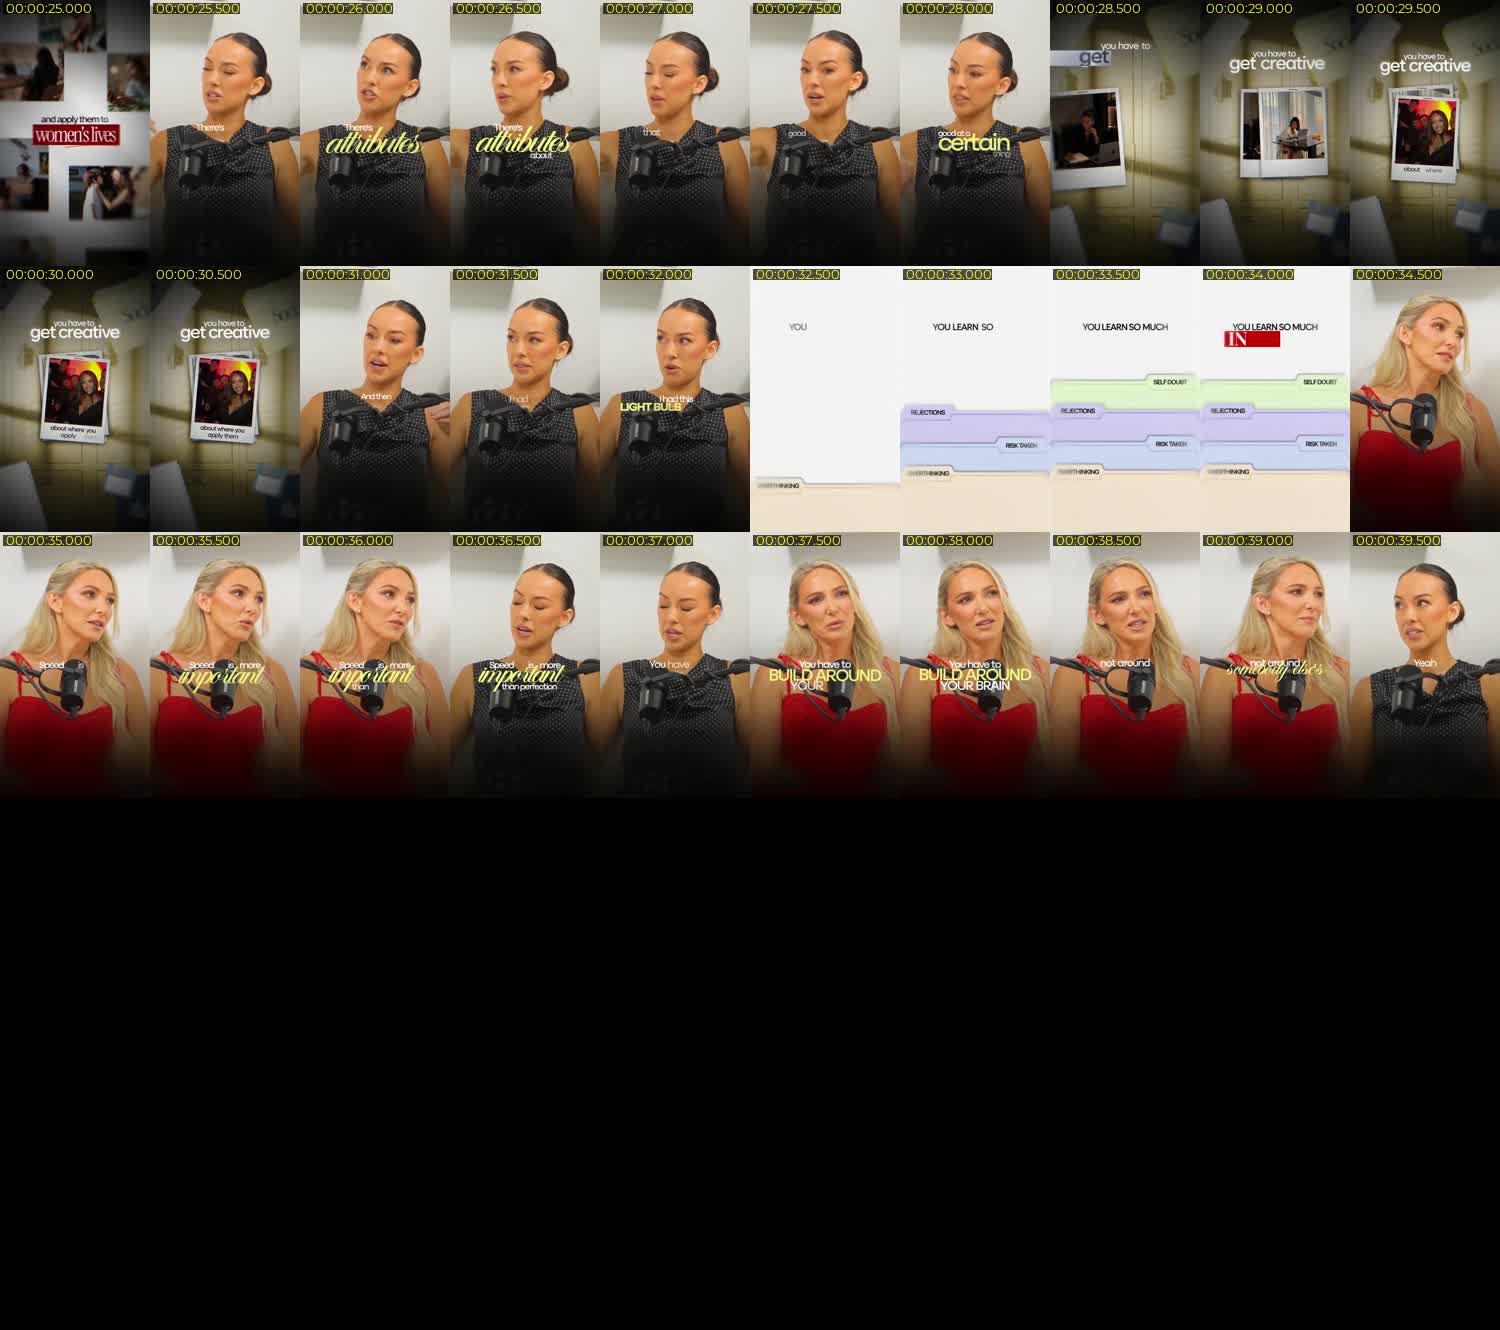 00:00:25.000
and apply them to
women's lives
00:00:25.500
There's
00:00:26.000
There's
attributes
00:00:26.500
There's
attributes
about
00:00:27.000
that
00:00:27.500
good
00:00:28.000
good at a
certain
thing
00:00:28.500
you have to
get
00:00:29.000
you have to
get creative
00:00:29.500
you have to
get creative
about where
00:00:30.000
you have to
get creative
about where you
apply
00:00:30.500
you have to
get creative
about where you
apply them
00:00:31.000
And then
00:00:31.500
I had
00:00:32.000
I had this
LIGHT BULB
00:00:32.500
YOU
OVERTHINKING
00:00:33.000
YOU LEARN SO
REJECTIONS
RISK TAKEN
OVERTHINKING
00:00:33.500
YOU LEARN SO MUCH
SELF DOUBT
REJECTIONS
RISK TAKEN
OVERTHINKING
00:00:34.000
YOU LEARN SO MUCH
IN
SELF DOUBT
REJECTIONS
RISK TAKEN
OVERTHINKING
00:00:34.500
00:00:35.000
Speed is
00:00:35.500
Speed is more
important
00:00:36.000
Speed is more
important
than
00:00:36.500
Speed is more
important
than perfection
00:00:37.000
You have
00:00:37.500
You have to
BUILD AROUND
YOUR
00:00:38.000
You have to
BUILD AROUND
YOUR BRAIN
00:00:38.500
not around
00:00:39.000
not around
somebody else's
00:00:39.500
Yeah